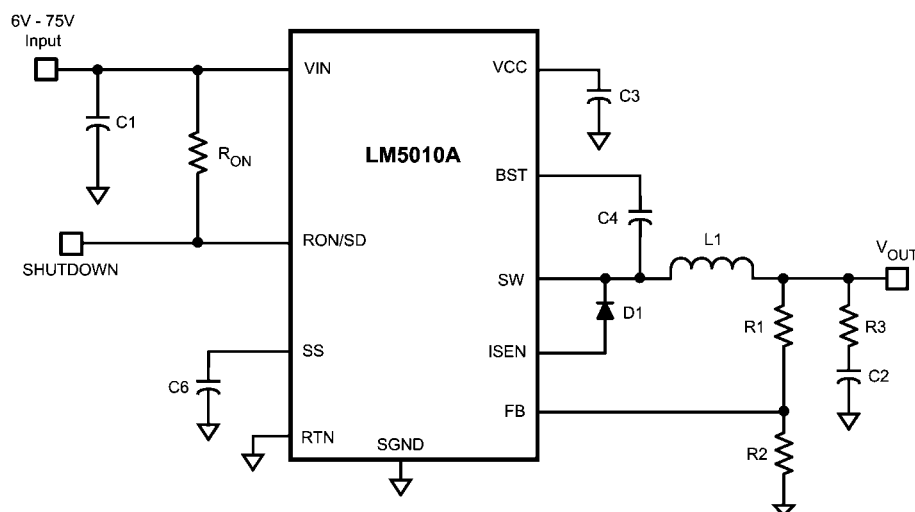 6V - 75V
Input
VIN
VCC
C3
C1
RON
LM5010A
BST
C4
L1
VOUT
SHUTDOWN
RON/SD
SW
D1
R1
R3
ISEN
SS
C6
C2
FB
RTN
SGND
R2